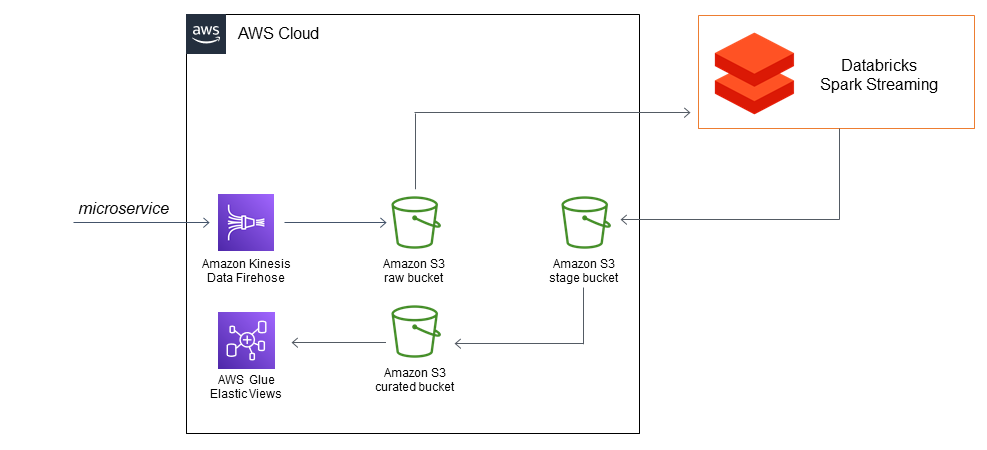 aws
AWS Cloud
Databricks
Spark Streaming
microservice
Amazon Kinesis
Data Firehose
Amazon S3
raw bucket
Amazon S3
stage bucket
AWS Glue
Elastic Views
Amazon S3
curated bucket